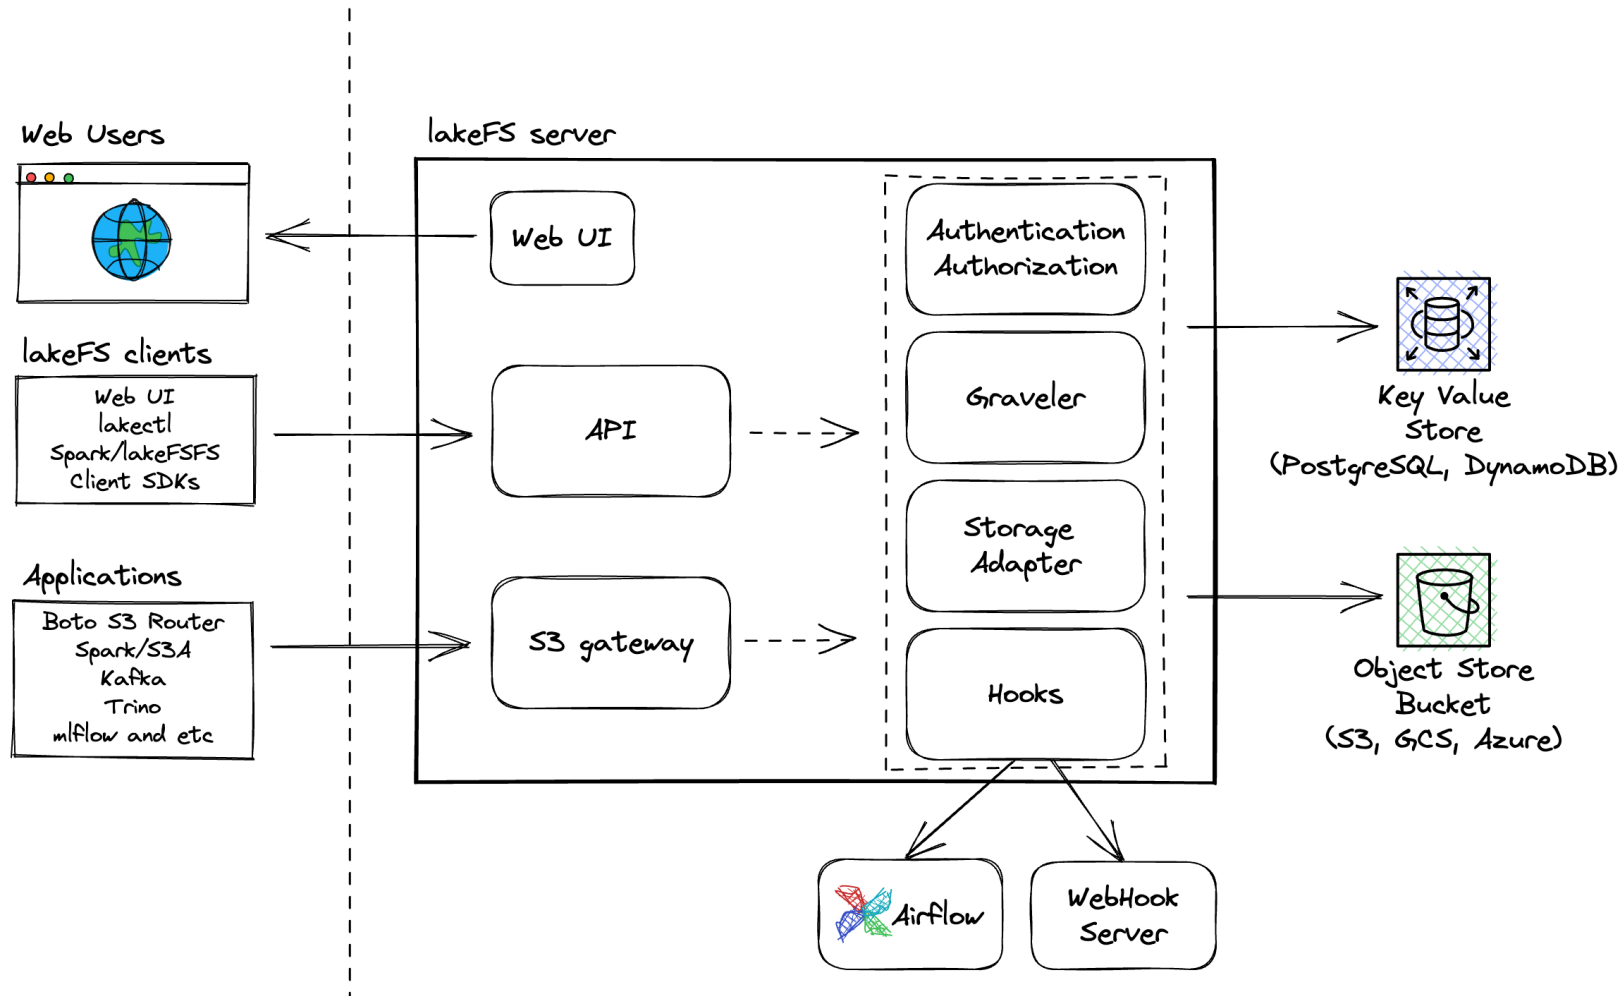 Web Users
lakeFS clients
Web UI
lakectl
Spark/lakeFSFS
Client SDKs
Applications
Boto S3 Router
Spark/S3A
Kafka
Trino
mlflow and etc
lakeFS server
Web UI
API
S3 gateway
Authentication
Authorization
Graveler
Storage
Adapter
Hooks
Airflow
WebHook
Server
Key Value
Store
(PostgreSQL, DynamoDB)
Object Store
Bucket
(S3, GCS, Azure)